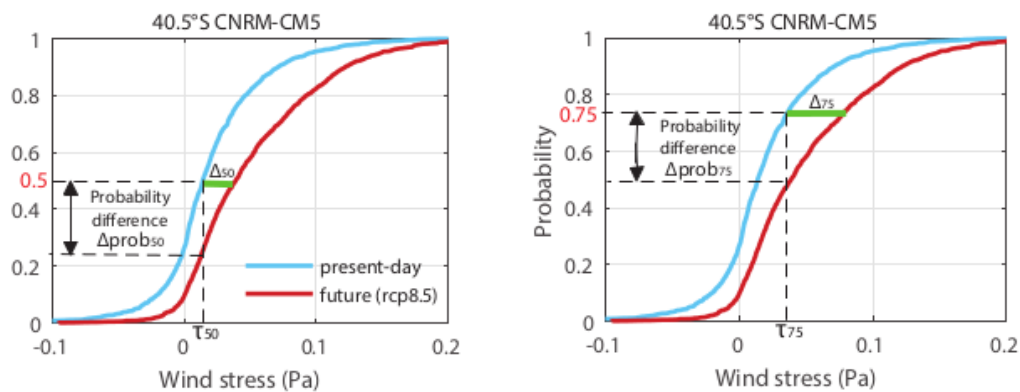 40.5°S CNRM-CM5
1
0.8
0.6
0.5
0.4
0.2
0
Δ50
Probability
difference
Δprob50
present-day
future (rcp8.5)
τ50
-0.1
0
0.1
0.2
Wind stress (Pa)
40.5°S CNRM-CM5
Probability
1
0.8
0.75
0.6
0.4
0.2
0
Δ75
Probability
difference
Δprob75
τ75
-0.1
0
0.1
0.2
Wind stress (Pa)